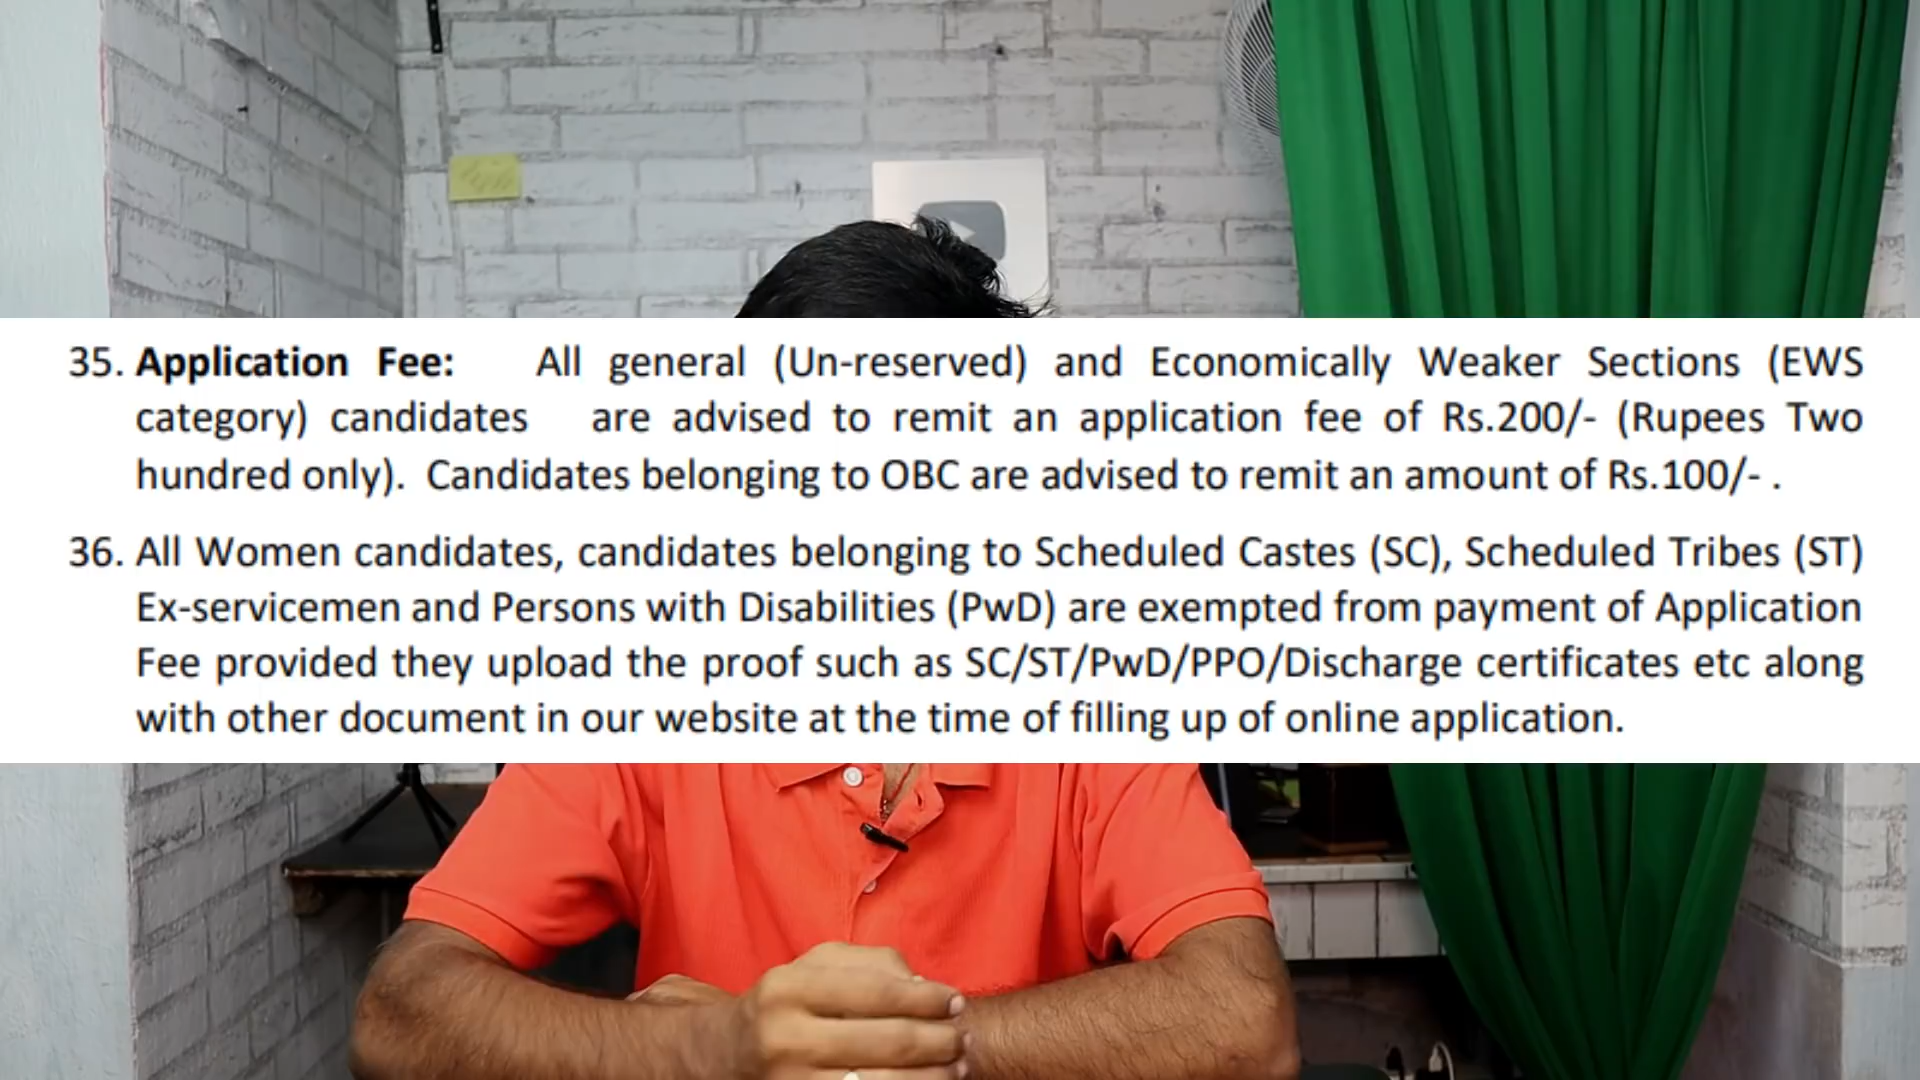 35. Application Fee: All general (Un-reserved) and Economically Weaker Sections (EWS
category) candidates are advised to remit an application fee of Rs.200/- (Rupees Two
hundred only). Candidates belonging to OBC are advised to remit an amount of Rs.100/- .
36. All Women candidates, candidates belonging to Scheduled Castes (SC), Scheduled Tribes (ST)
Ex-servicemen and Persons with Disabilities (PwD) are exempted from payment of Application
Fee provided they upload the proof such as SC/ST/PwD/PPO/Discharge certificates etc along
with other document in our website at the time of filling up of online application.